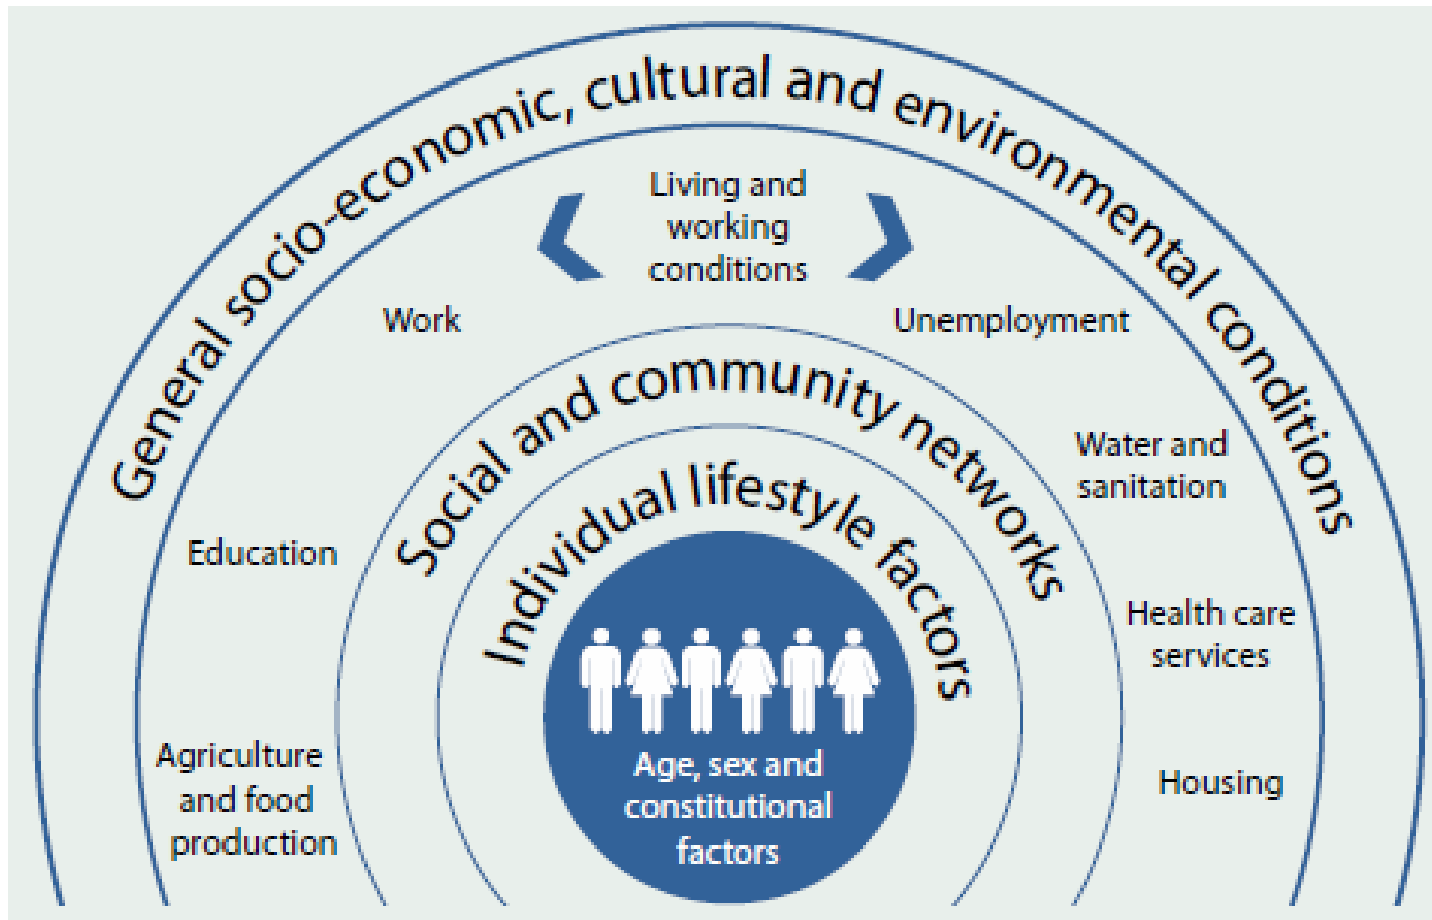 General socio-economic, cultural and environmental conditions
Living and
working
conditions
Work
Unemployment
Social and community networks
Water and
sanitation
Individual lifestyle factors
Education
Health care
services
Agriculture
and food
production
Housing
Age, sex and
constitutional
factors